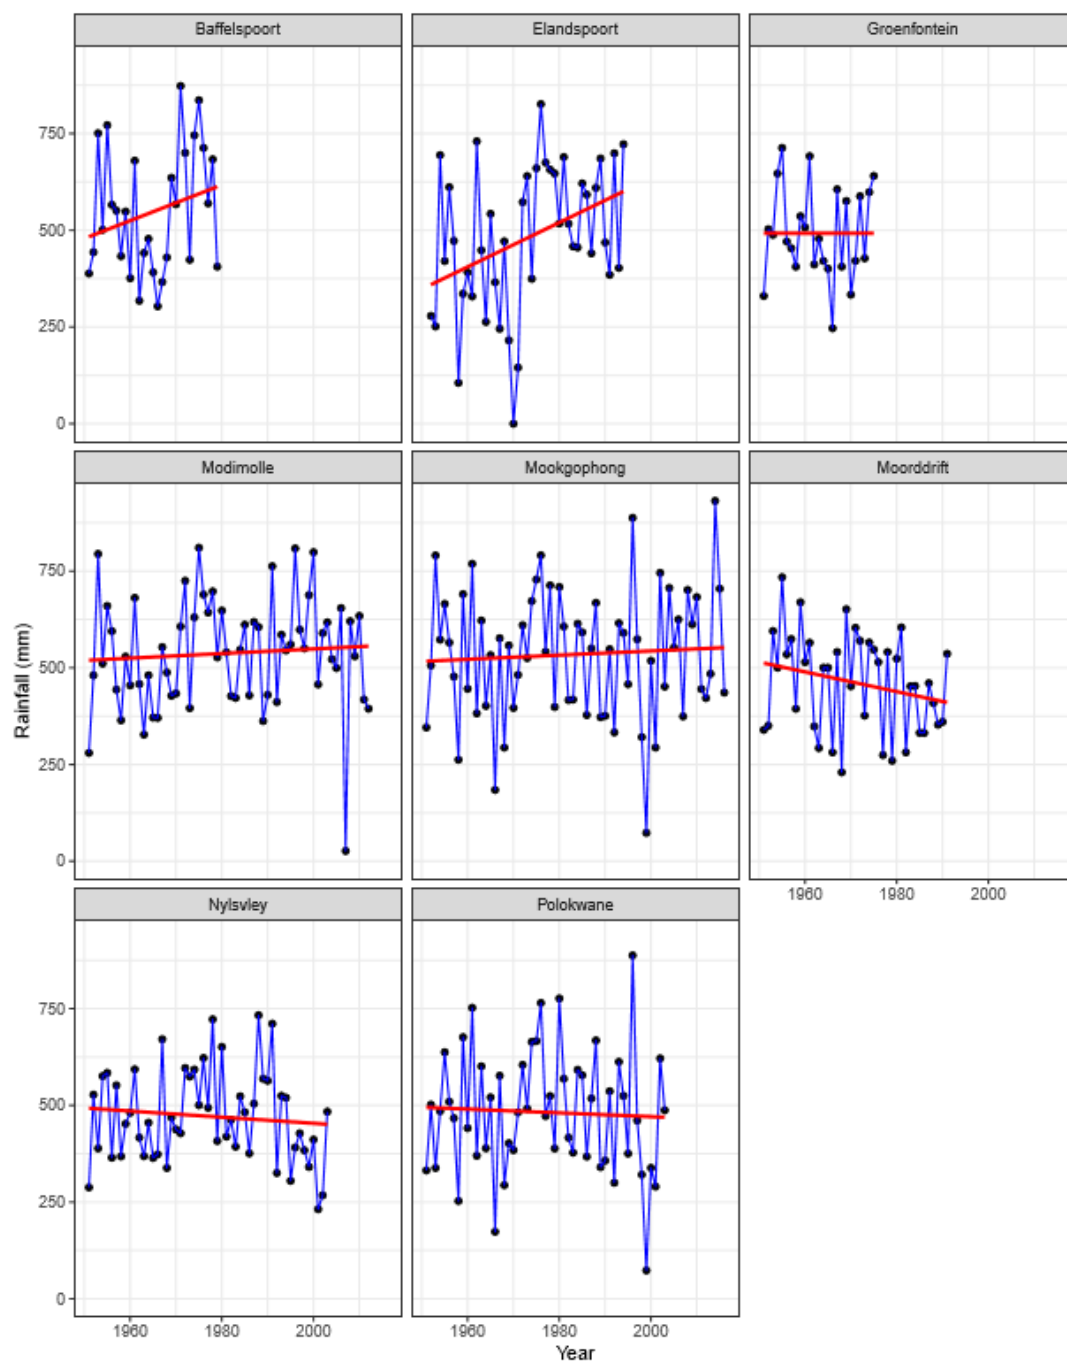 Baffelspoort Elandspoort Groenfontein
750
500
250
0
Modimolle Mookgophong Moorddrift
Rainfall (mm)
750
500
250
0
1960 1980 2000
Nylsvley Polokwane
750
500
250
0
1960 1980 2000 1960 1980 2000
Year